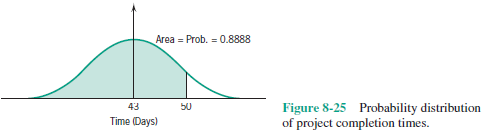 Area = Prob. = 0.8888
43
50
Time (Days)
Figure 8-25 Probability distribution
of project completion times.